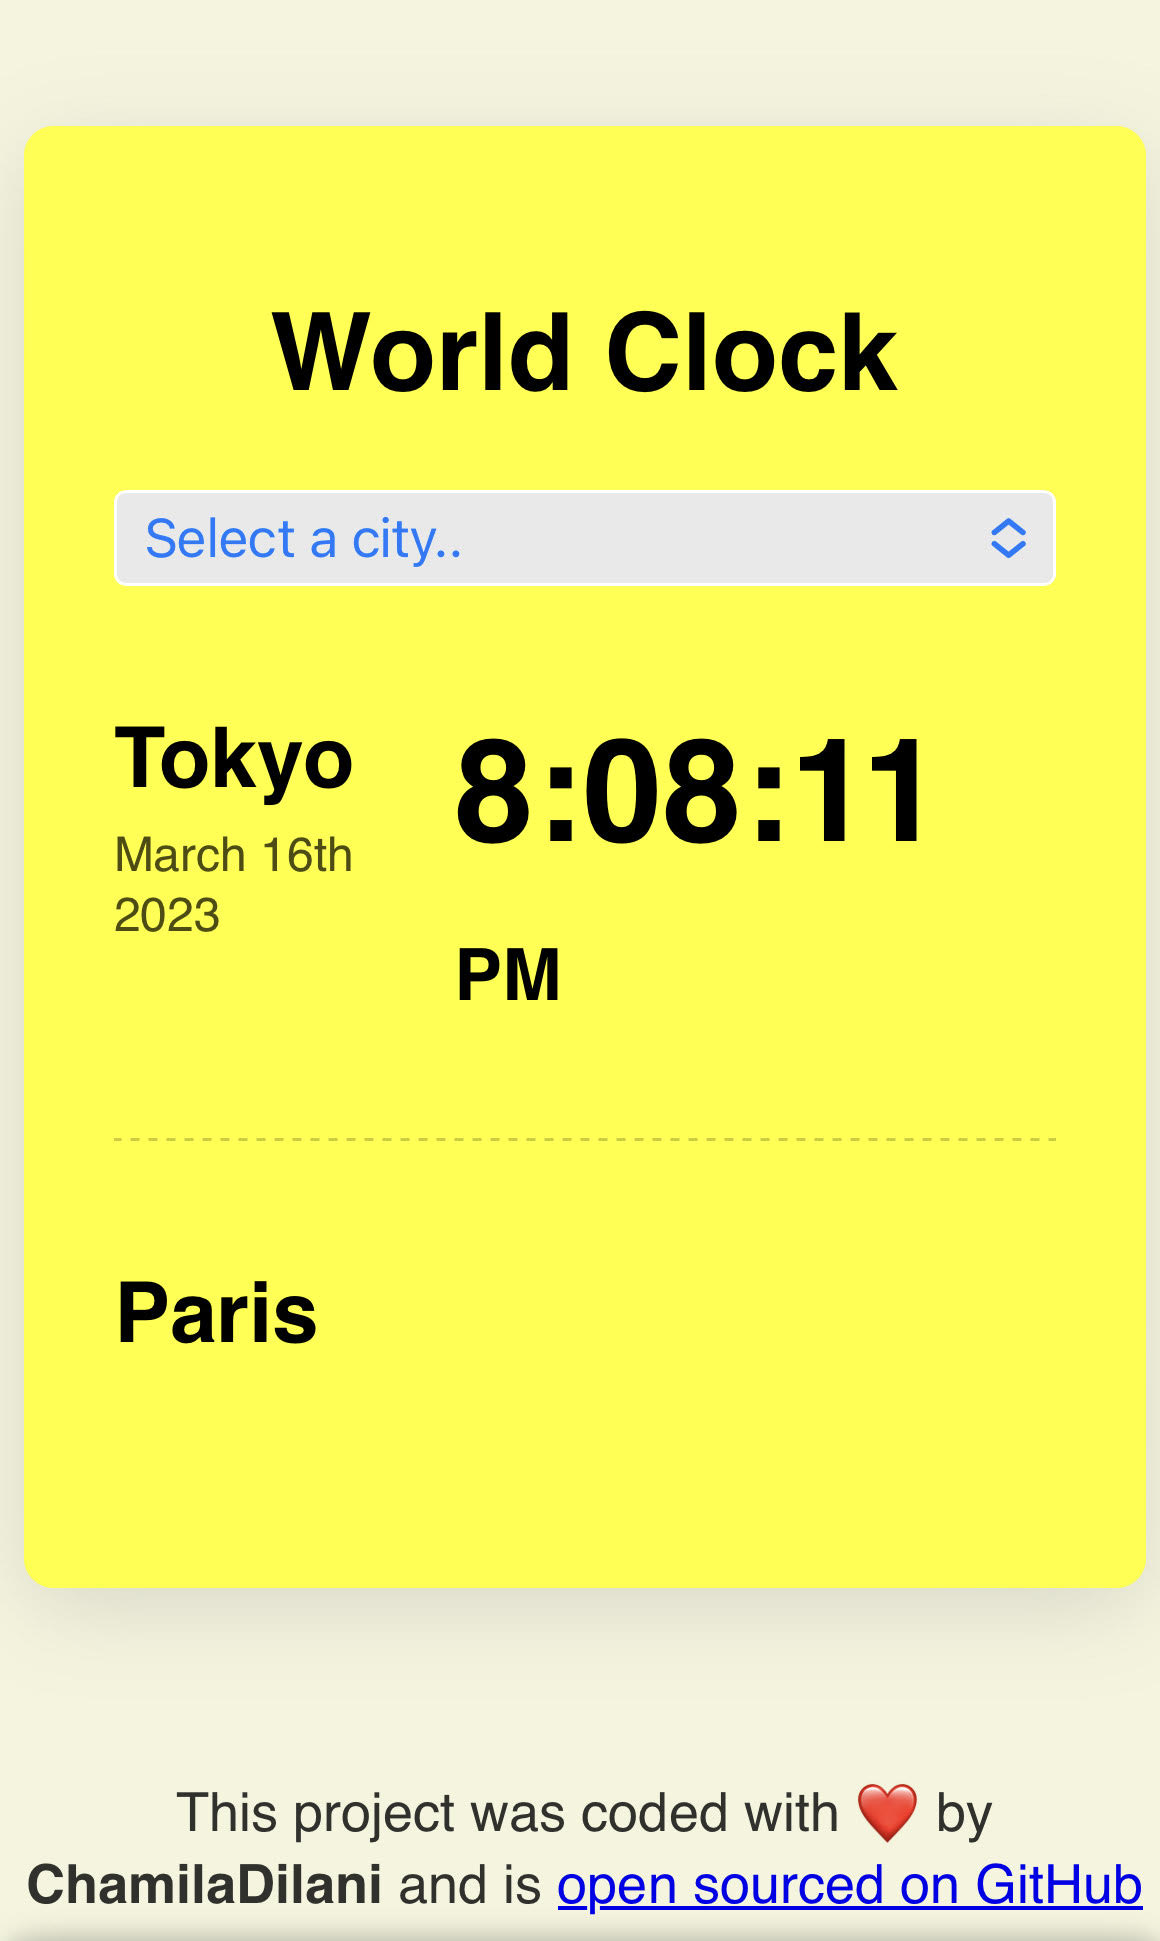 World Clock
Select a city..
Tokyo
8:08:11
March 16th
2023
PM
Paris
This project was coded with ❤️ by
ChamilaDilani and is open sourced on GitHub